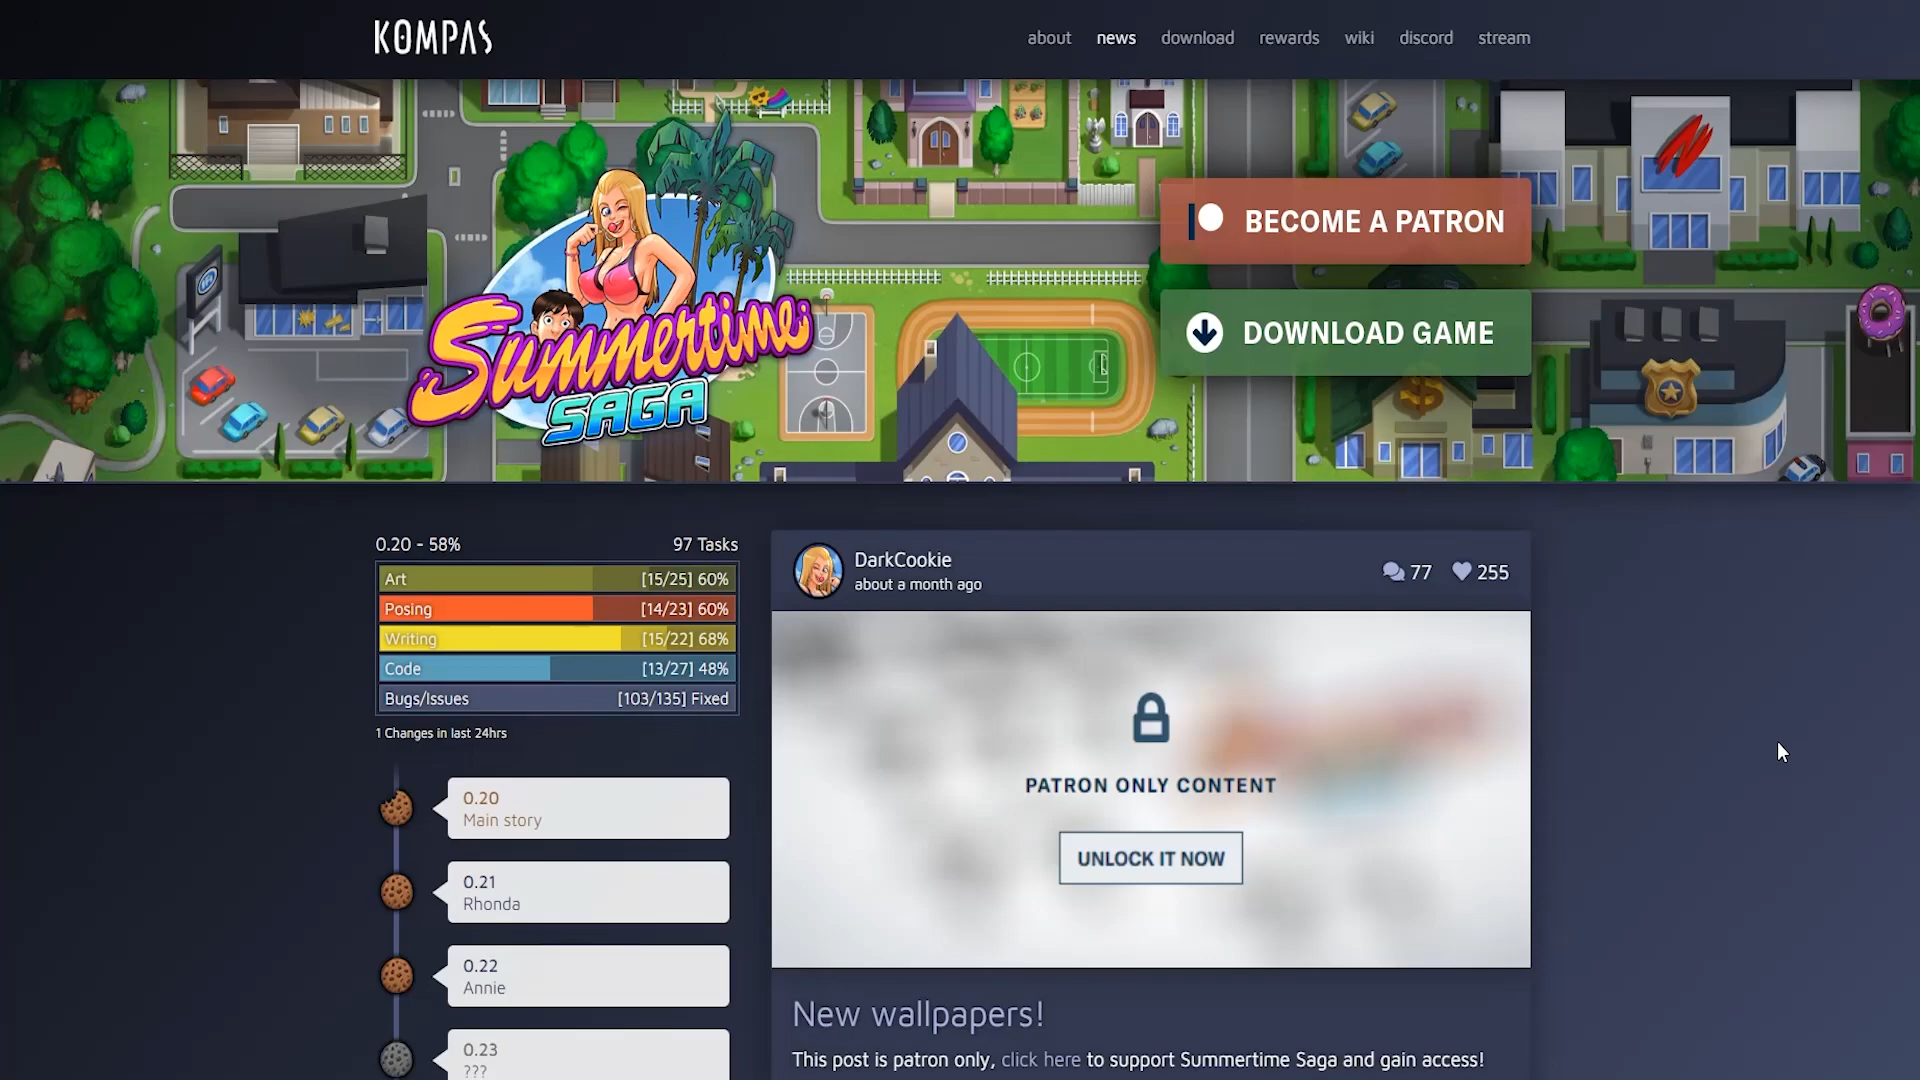 KOMPAS
about news download rewards wiki discord stream
BECOME A PATRON
DOWNLOAD GAME
Summertime
SAGA
0.20 - 58% 97 Tasks
Art [15/25] 60%
Posing [14/23] 60%
Writing [15/22] 68%
Code [13/27] 48%
Bugs/Issues [103/135] Fixed
1 Changes in last 24hrs
0.20
Main story
0.21
Rhonda
0.22
Annie
0.23
???
DarkCookie
about a month ago
77 255
PATRON ONLY CONTENT
UNLOCK IT NOW
New wallpapers!
This post is patron only, click here to support Summertime Saga and gain access!